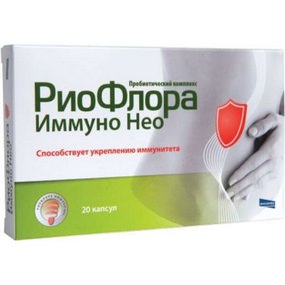 Пробиотический комплекс
РиоФлора
Иммуно Нео
Способствует укреплению иммунитета
20 капсул